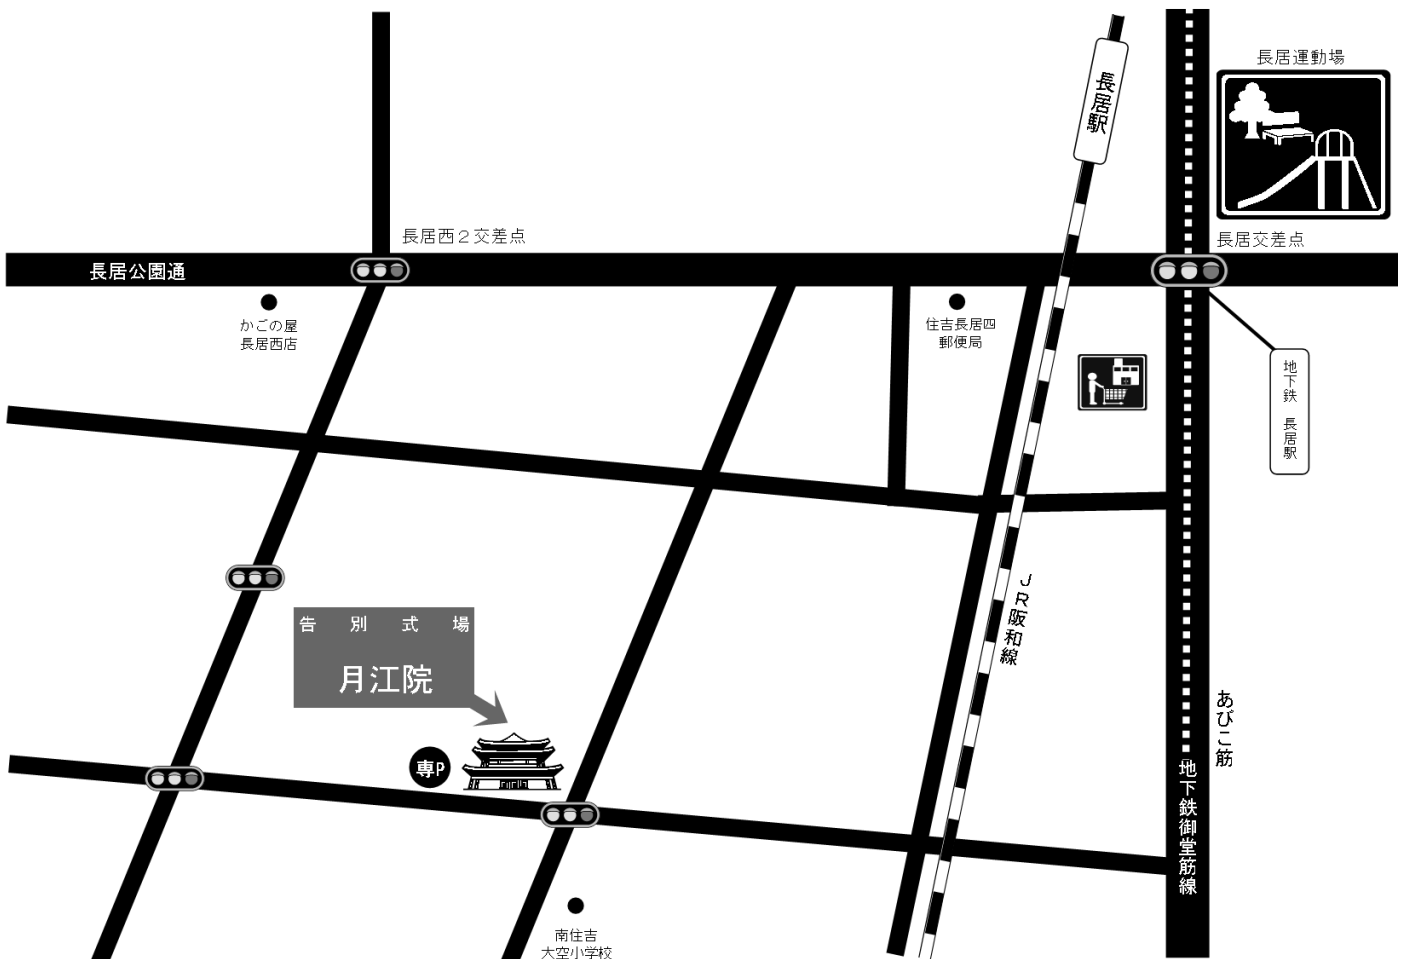 長居運動場
長居駅
長居西２交差点
長居交差点
長居公園通
かごの屋
長居西店
住吉長居四
郵便局
地下鉄　長居駅
ＪＲ阪和線
告別式場
月江院
専P
あびこ筋
地下鉄御堂筋線
南住吉
大空小学校